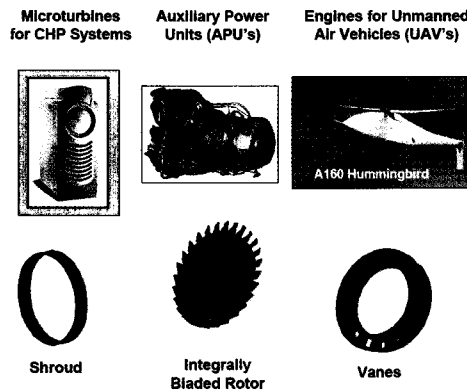 Microturbines
for CHP Systems
Auxiliary Power
Units (APU's)
Engines for Unmanned
Air Vehicles (UAV's)
A160 Hummingbird
Shroud
Integrally
Bladed Rotor
Vanes